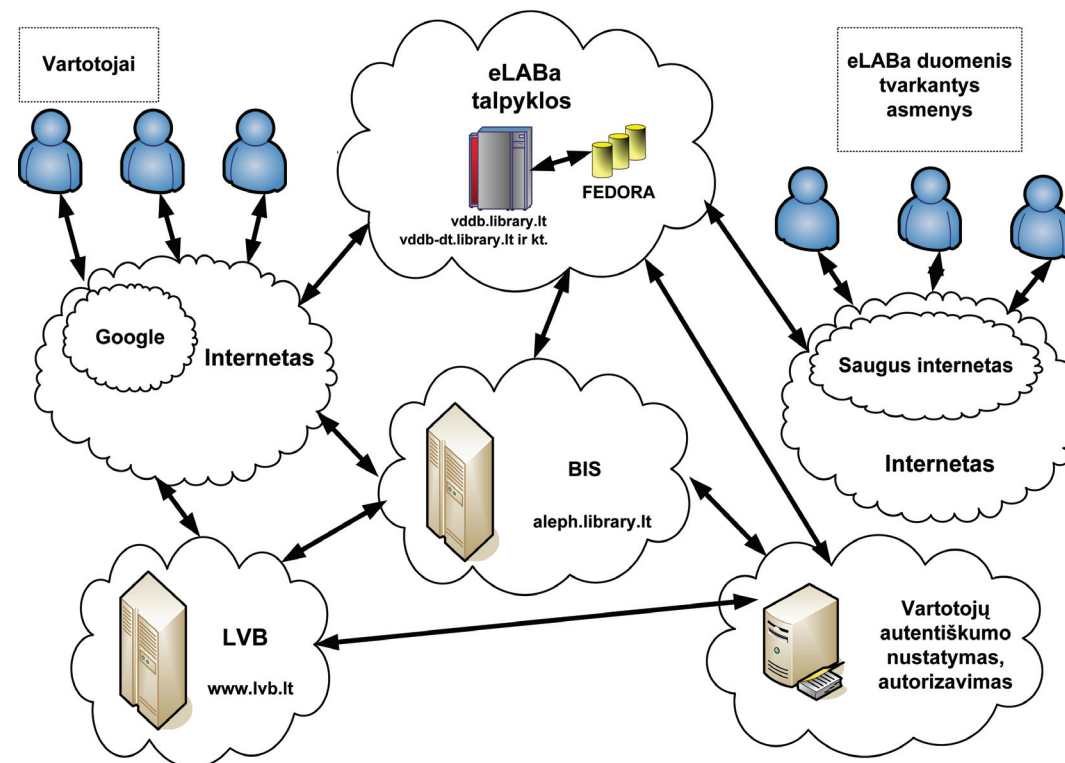 Vartotojai
eLABa
talpyklos
FEDORA
vddb.library.lt
vddb-dt.library.lt ir kt.
eLABa duomenis
tvarkantys
asmenys
Google
Internetas
Saugus internetas
Internetas
BIS
aleph.library.lt
LVB
www.lvb.lt
Vartotojų
autentiškumo
nustatymas,
autorizavimas